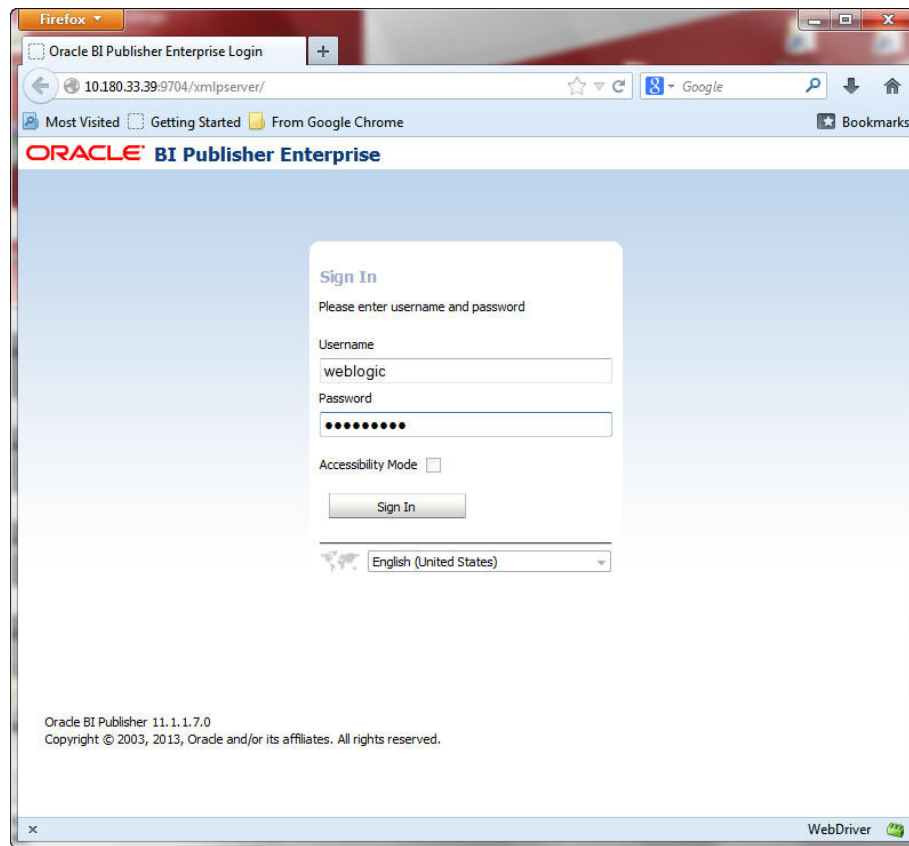 Firefox
Oracle BI Publisher Enterprise Login
10.180.33.39:9704/xmlpserver/
Google
Most Visited Getting Started From Google Chrome Bookmarks
ORACLE BI Publisher Enterprise
Sign In
Please enter username and password
Username
weblogic
Password
Accessibility Mode
Sign In
English (United States)
Oracle BI Publisher 11.1.1.7.0
Copyright © 2003, 2013, Oracle and/or its affiliates. All rights reserved.
x WebDriver